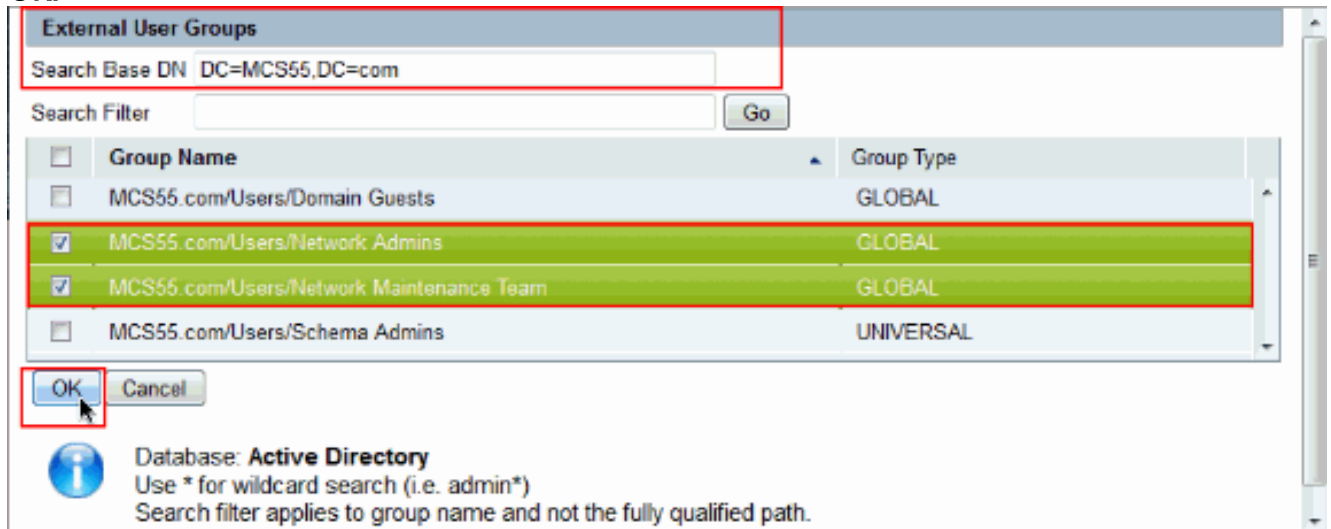 External User Groups
Search Base DN DC=MCS55,DC=com
Search Filter Go
Group Name Group Type
MCS55.com/Users/Domain Guests GLOBAL
MCS55.com/Users/Network Admins GLOBAL
MCS55.com/Users/Network Maintenance Team GLOBAL
MCS55.com/Users/Schema Admins UNIVERSAL
OK Cancel
Database: Active Directory
Use * for wildcard search (i.e. admin*)
Search filter applies to group name and not the fully qualified path.